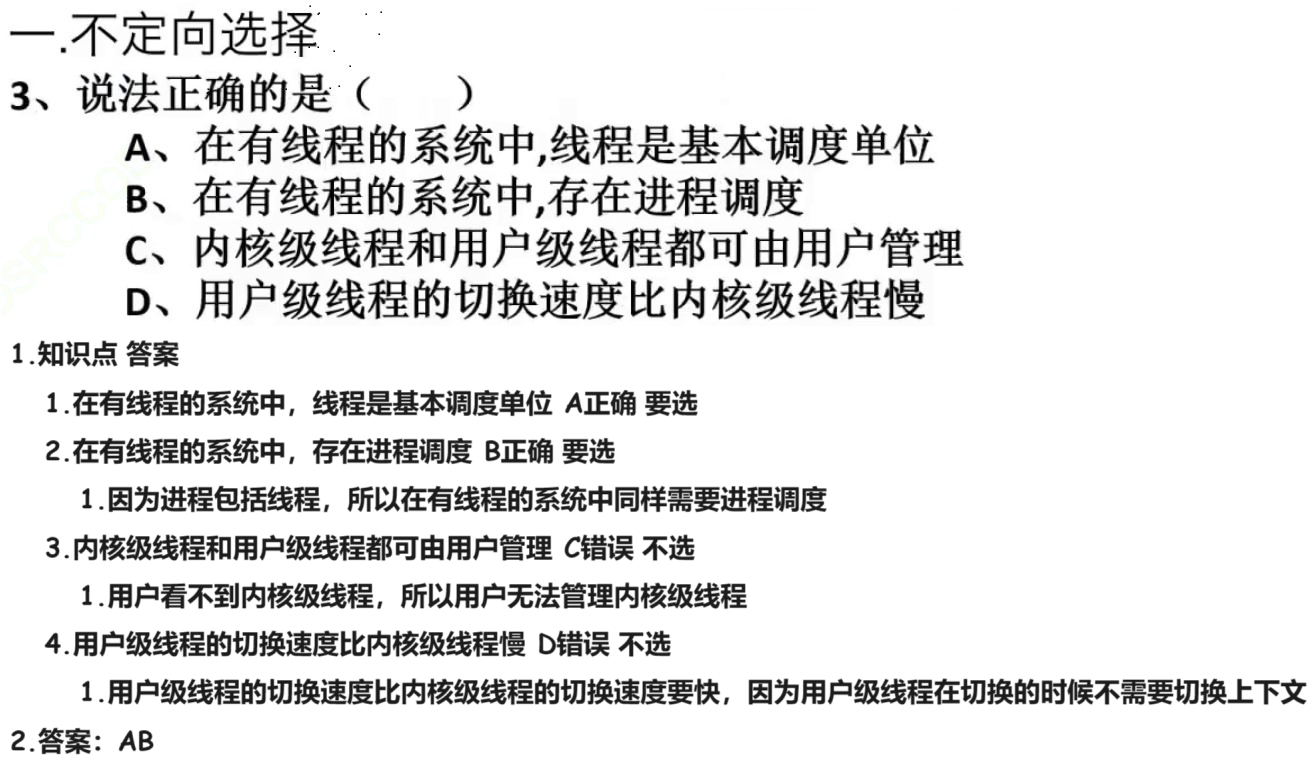 一.不定向选择
3、说法正确的是（ ）
A、在有线程的系统中,线程是基本调度单位
B、在有线程的系统中,存在进程调度
C、内核级线程和用户级线程都可由用户管理
D、用户级线程的切换速度比内核级线程慢
1.知识点 答案
1.在有线程的系统中，线程是基本调度单位 A正确 要选
2.在有线程的系统中，存在进程调度 B正确 要选
1.因为进程包括线程，所以在有线程的系统中同样需要进程调度
3.内核级线程和用户级线程都可由用户管理 C错误 不选
1.用户看不到内核级线程，所以用户无法管理内核级线程
4.用户级线程的切换速度比内核级线程慢 D错误 不选
1.用户级线程的切换速度比内核级线程的切换速度要快，因为用户级线程在切换的时候不需要切换上下文
2.答案：AB